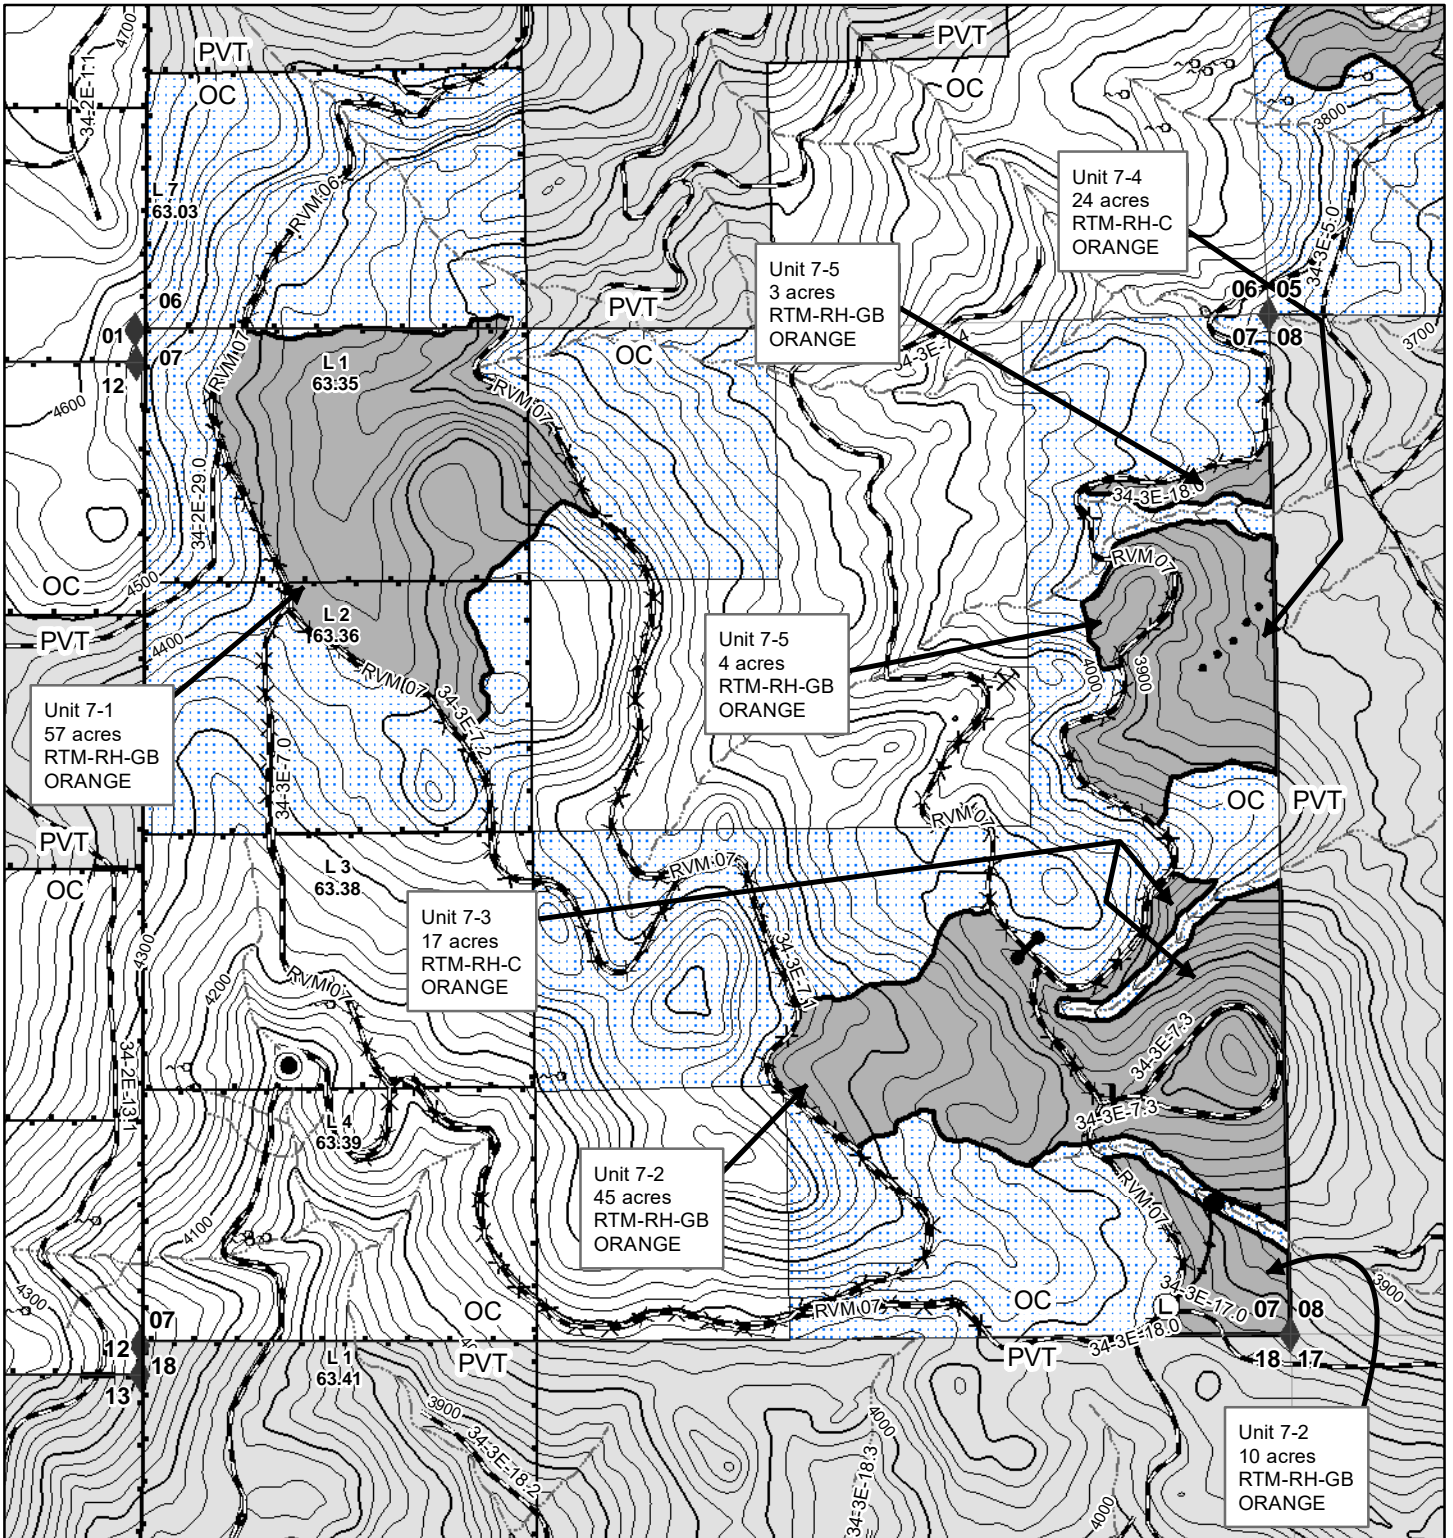 4700
34-2E-1.1
PVT
OC
PVT
OC
3800
L 7
63.03
RVM 06
Unit 7-4
24 acres
RTM-RH-C
ORANGE
34-3E-5.0
Unit 7-5
3 acres
RTM-RH-GB
ORANGE
PVT
06
01
07
12
06 05
07 08
3700
RVM 07
L 1
63.35
OC
RVM 07
4600
34-2E-29.0
OC
4500
PVT
4400
L 2
63.36
RVM 07
34-3E-7.2
34-3E-7.0
RVM 07
4000
3900
Unit 7-5
4 acres
RTM-RH-GB
ORANGE
Unit 7-1
57 acres
RTM-RH-GB
ORANGE
PVT
OC
OC
PVT
RVM 07
RVM 07
L 3
63.38
Unit 7-3
17 acres
RTM-RH-C
ORANGE
4300
4200
RVM 07
34-3E-7.1
34-3E-7.3
34-3E-7.3
34-2E-13.1
L 4
63.39
Unit 7-2
45 acres
RTM-RH-GB
ORANGE
RVM 07
4100
4300
OC
RVM 07
OC
34-3E-17.0
34-3E-18.0
L
07 08
18 17
3900
07
12
18
13
L 1
63.41
PVT
PVT
3900
34-3E-18.2
4000
34-3E-18.3
4000
Unit 7-2
10 acres
RTM-RH-GB
ORANGE